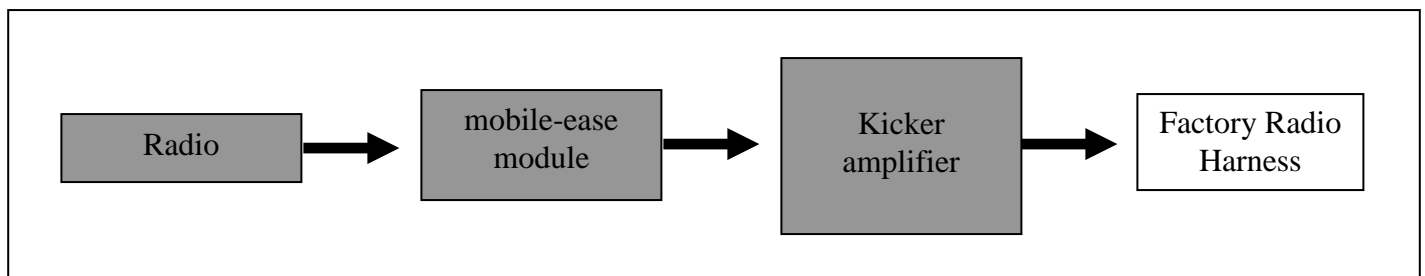 Radio
mobile-ease
module
Kicker
amplifier
Factory Radio
Harness